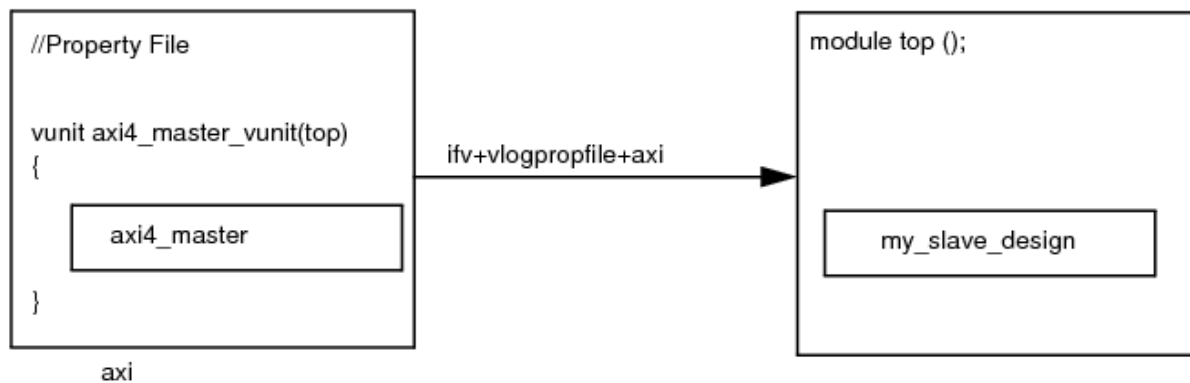 //Property File
vunit axi4_master_vunit(top)
{
axi4_master
}
axi
ifv+vlogpropfile+axi
module top ();
my_slave_design